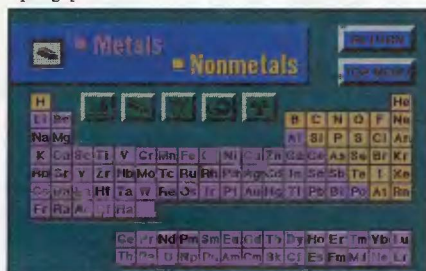 Metals
Nonmetals
RETURN
H He
Li Be B C N O F Ne
Na Mg Al Si P S Cl Ar
K Ca Sc Ti V Cr Mn Fe Ni Cu Zn Ga Ge As Se Br Kr
Rb Sr Y Zr Nb Mo Tc Ru Rh Pd Ag Cd In Sn Sb Te I Xe
Hf Ta W Re Os Ir Pt Au Hg Tl Pb Bi Po At Rn
Fr Ra Ha
Ce Pr Nd Pm Sm Eu Gd Tb Dy Ho Er Tm Yb Lu
Th Pa U Np Pu Am Cm Bk Cf Es Fm Md No Lr